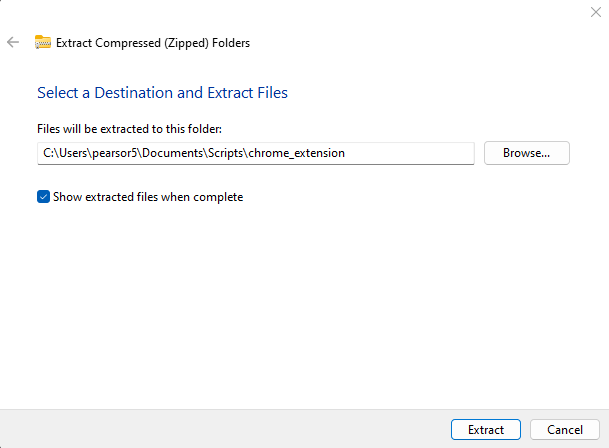 Extract Compressed (Zipped) Folders
Select a Destination and Extract Files
Files will be extracted to this folder:
C:\Users\pearsor5\Documents\Scripts\chrome_extension
Browse...
Show extracted files when complete
Extract
Cancel